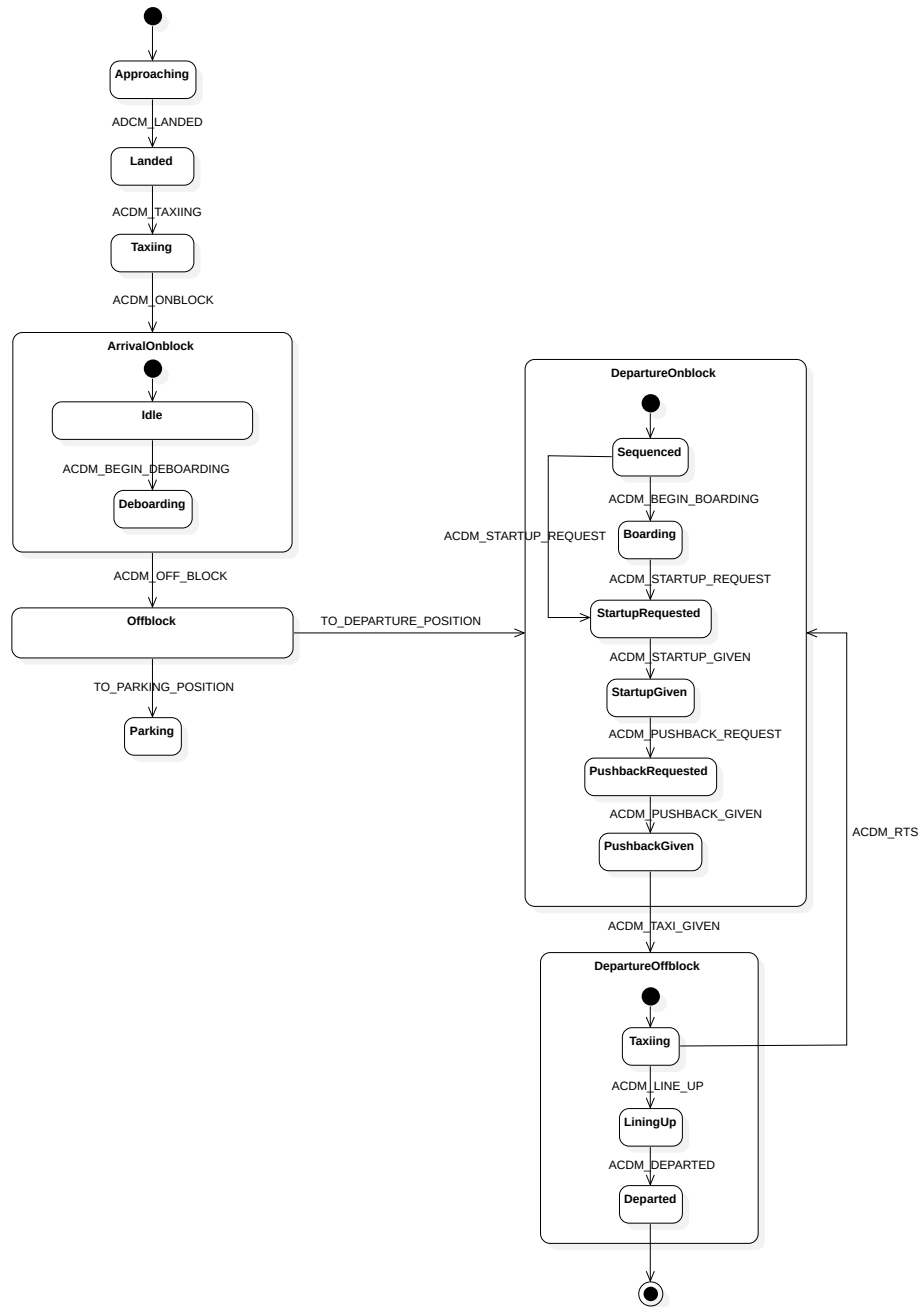 Approaching
ADCM_LANDED
Landed
ACDM_TAXIING
Taxiing
ACDM_ONBLOCK
ArrivalOnblock
Idle
ACDM_BEGIN_DEBOARDING
Deboarding
ACDM_OFF_BLOCK
Offblock
TO_DEPARTURE_POSITION
TO_PARKING_POSITION
Parking
DepartureOnblock
Sequenced
ACDM_BEGIN_BOARDING
ACDM_STARTUP_REQUEST
Boarding
ACDM_STARTUP_REQUEST
StartupRequested
ACDM_STARTUP_GIVEN
StartupGiven
ACDM_PUSHBACK_REQUEST
PushbackRequested
ACDM_PUSHBACK_GIVEN
PushbackGiven
ACDM_RTS
ACDM_TAXI_GIVEN
DepartureOffblock
Taxiing
ACDM_LINE_UP
LiningUp
ACDM_DEPARTED
Departed